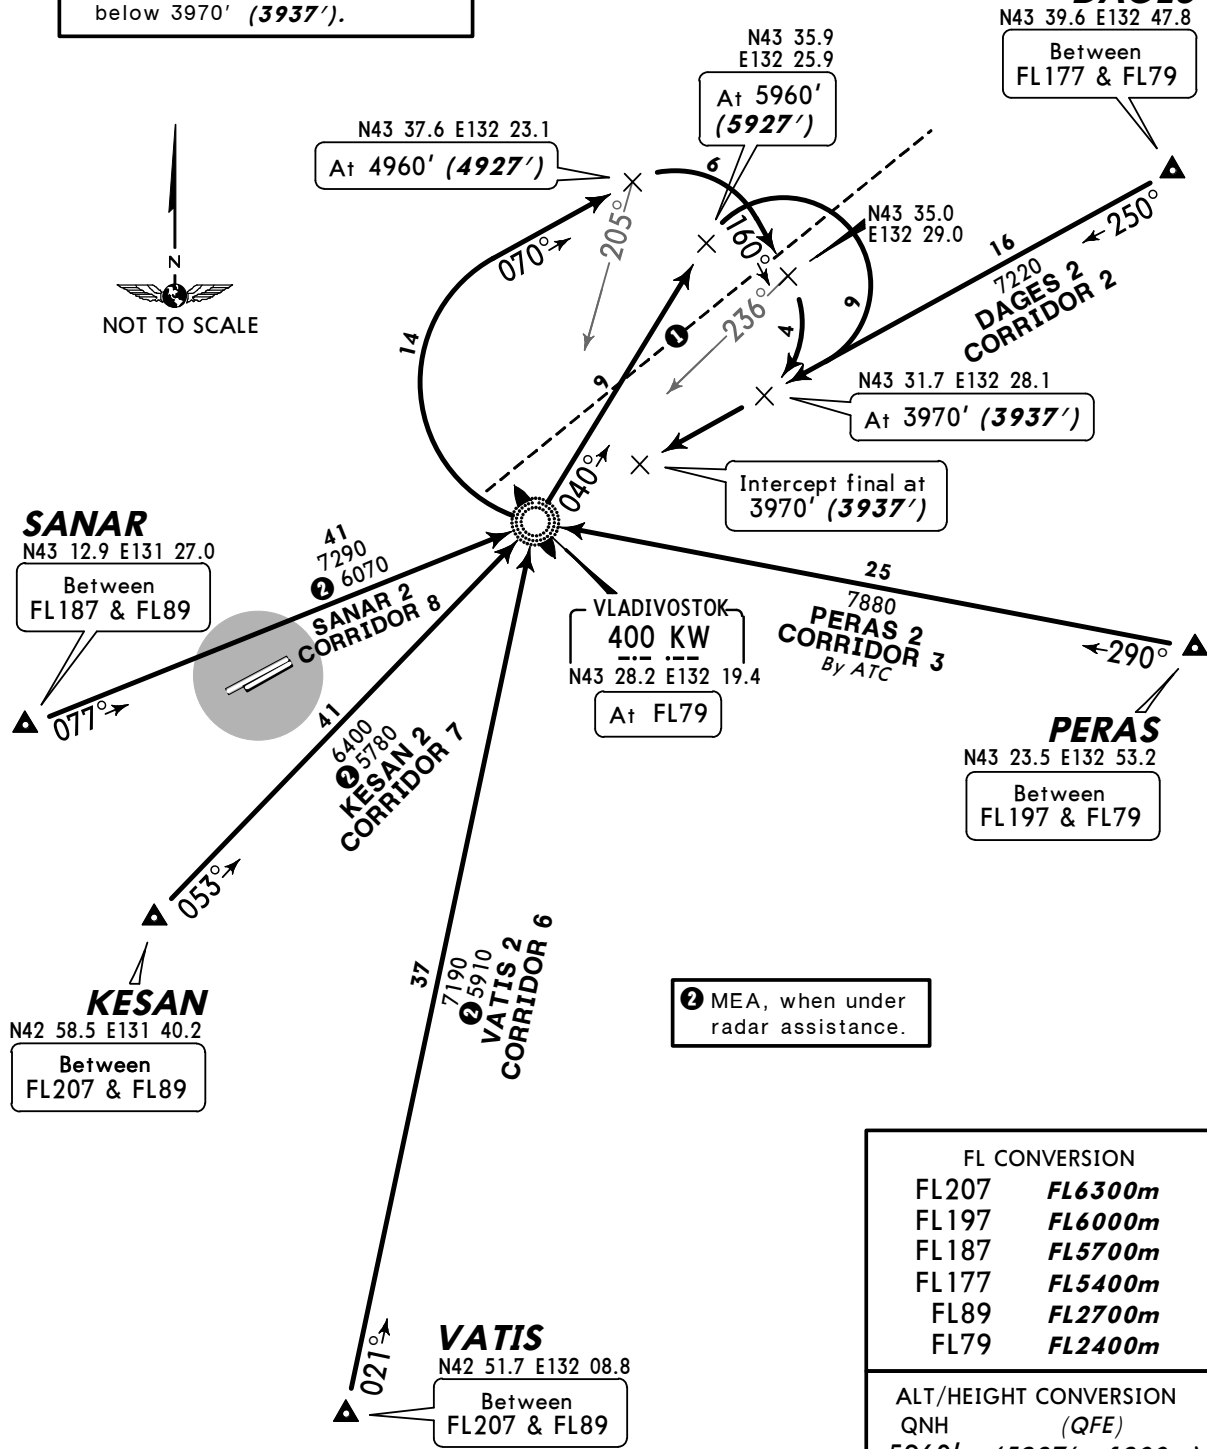 below 3970' (3937').
N43 39.6 E132 47.8
Between
FL177 & FL79
N43 35.9
E132 25.9
At 5960'
(5927')
N43 37.6 E132 23.1
At 4960' (4927')
6
205°
160°
N43 35.0
E132 29.0
250°
16
7220
DAGES 2
CORRIDOR 2
N
NOT TO SCALE
070°
14
1
236°
4
9
9
N43 31.7 E132 28.1
At 3970' (3937')
040°
Intercept final at
3970' (3937')
SANAR
N43 12.9 E131 27.0
Between
FL187 & FL89
41
7290
2 6070
SANAR 2
CORRIDOR 8
077°
VLADIVOSTOK
400 KW
N43 28.2 E132 19.4
At FL79
25
7880
PERAS 2
CORRIDOR 3
By ATC
290°
PERAS
N43 23.5 E132 53.2
Between
FL197 & FL79
41
6400
2 5780
KESAN 2
CORRIDOR 7
053°
KESAN
N42 58.5 E131 40.2
Between
FL207 & FL89
37
7190
2 5910
VATIS 2
CORRIDOR 6
2 MEA, when under
radar assistance.
021°
VATIS
N42 51.7 E132 08.8
Between
FL207 & FL89
FL CONVERSION
FL207 FL6300m
FL197 FL6000m
FL187 FL5700m
FL177 FL5400m
FL89 FL2700m
FL79 FL2400m
ALT/HEIGHT CONVERSION
QNH (QFE)